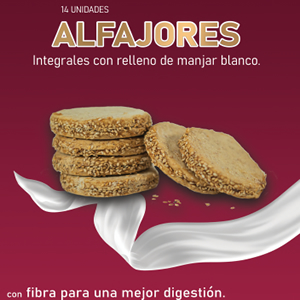 14 UNIDADES
ALFAJORES
Integrales con relleno de manjar blanco.
con fibra para una mejor digestión.